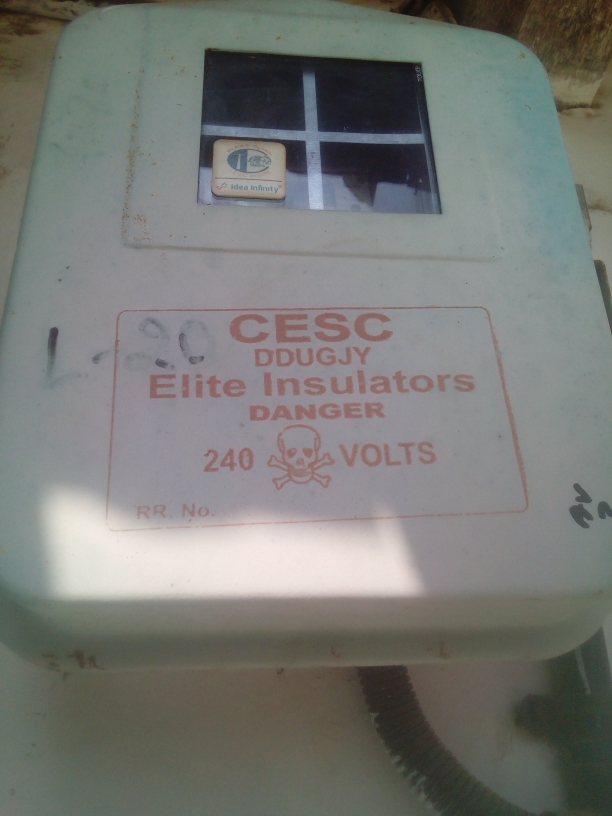 Idea Infinity
L-20
CESC
DDUGJY
Elite Insulators
DANGER
240 VOLTS
RR. No.